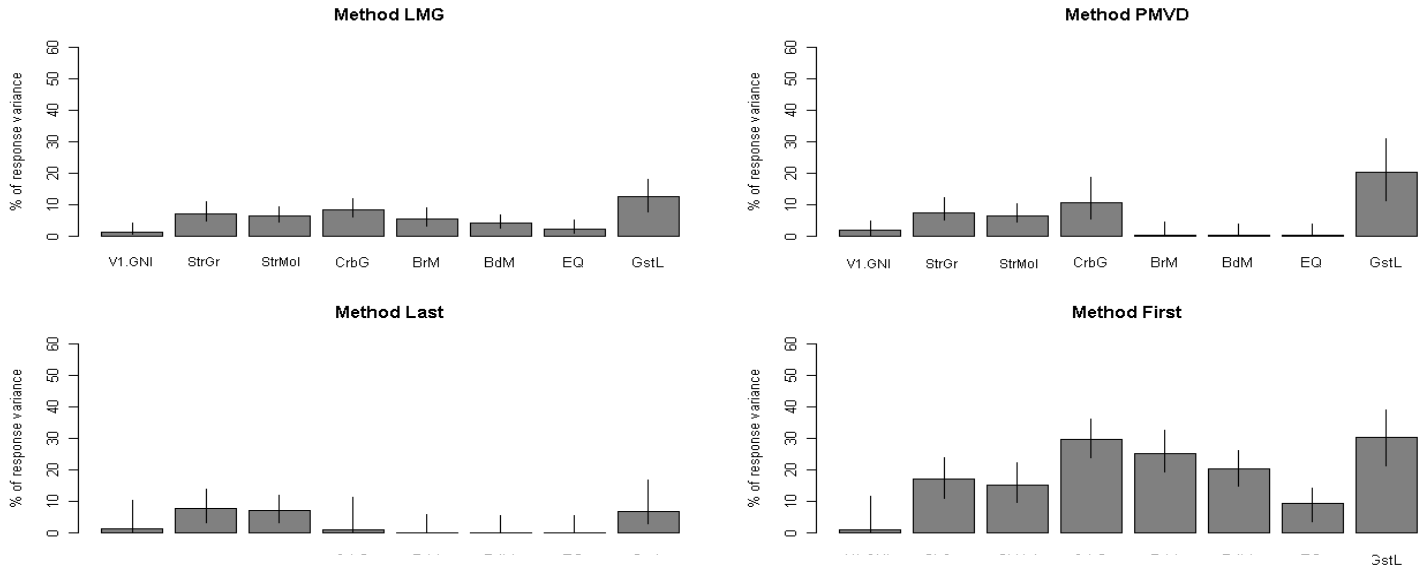 Method LMG
% of response variance
0 10 20 30 40 50 60
V1.GNI StrGr StrMol CrbG BrM BdM EQ GstL
Method PMVD
% of response variance
0 10 20 30 40 50 60
V1.GNI StrGr StrMol CrbG BrM BdM EQ GstL
Method Last
% of response variance
0 10 20 30 40 50 60
Method First
% of response variance
0 10 20 30 40 50 60
GstL